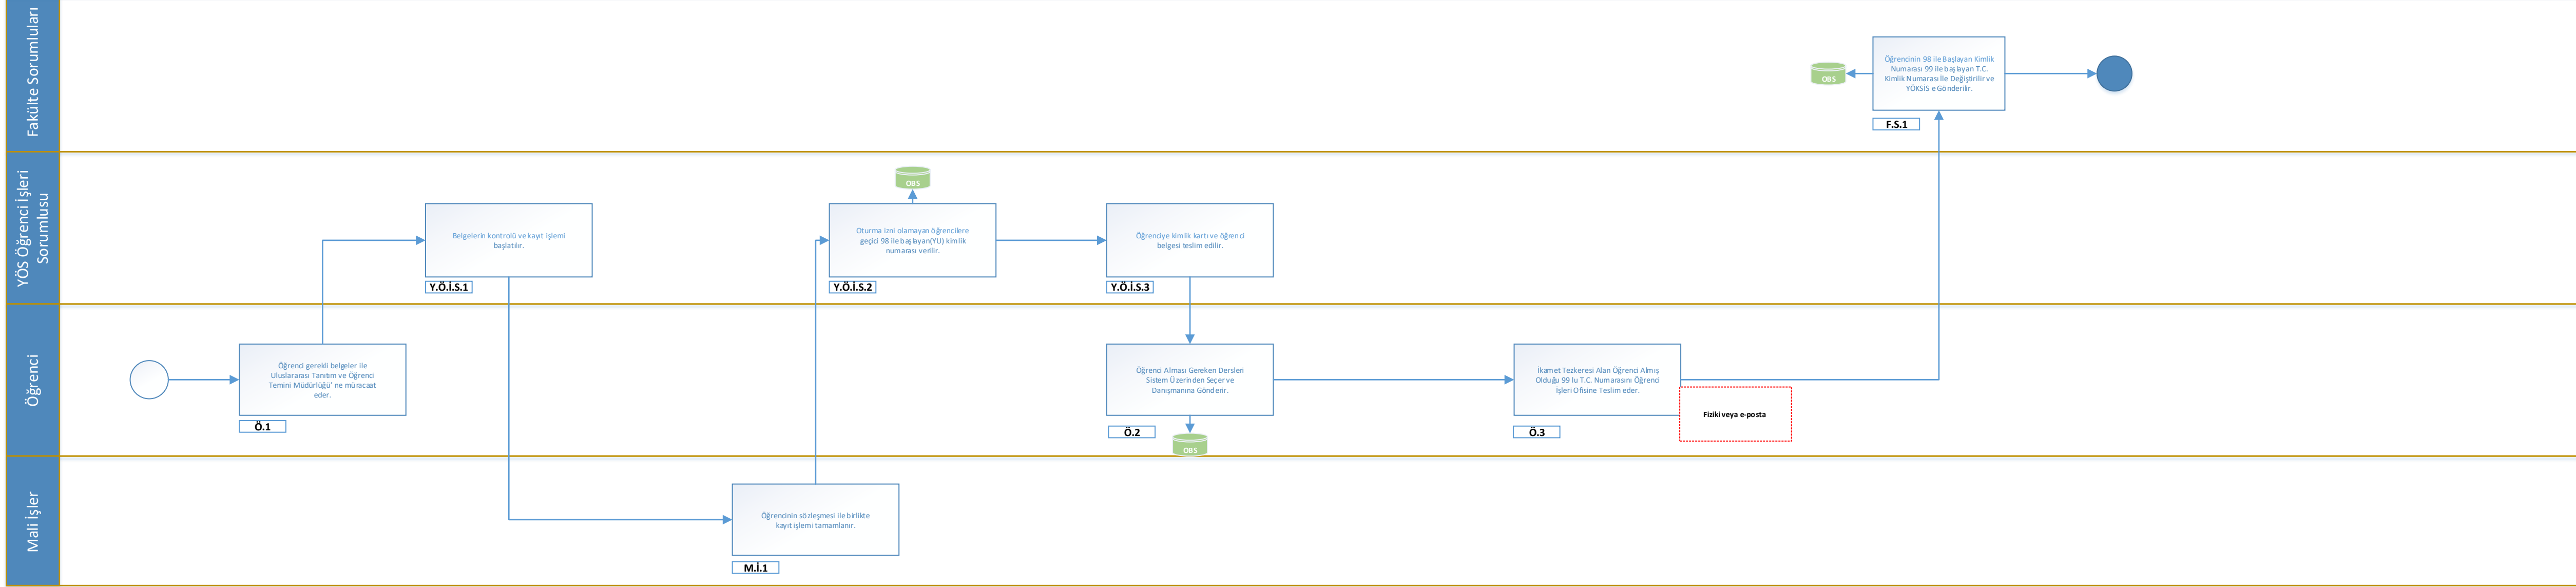 Fakülte Sorumluları
OBS
Öğrencinin 98 ile Başlayan Kimlik
Numarası 99 ile başlayan T.C.
Kimlik Numarası İle Değiştirilir ve
YÖKSİS e Gönderilir.
F.S.1
YÖS Öğrenci İşleri
Sorumlusu
Belgelerin kontrolü ve kayıt işlemi
başlatılır.
Y.Ö.İ.S.1
OBS
Oturma izni olamayan öğrencilere
geçici 98 ile başlayan(YU) kimlik
numarası verilir.
Y.Ö.İ.S.2
Öğrenciye kimlik kartı ve öğrenci
belgesi teslim edilir.
Y.Ö.İ.S.3
Öğrenci
Öğrenci gerekli belgeler ile
Uluslararası Tanıtım ve Öğrenci
Temini Müdürlüğü' ne müracaat
eder.
Ö.1
Öğrenci Alması Gereken Dersleri
Sistem Üzerinden Seçer ve
Danışmanına Gönderir.
Ö.2
OBS
İkamet Tezkeresi Alan Öğrenci Almış
Olduğu 99 lu T.C. Numarasını Öğrenci
İşleri Ofisine Teslim eder.
Ö.3
Fiziki veya e-posta
Mali İşler
Öğrencinin sözleşmesi ile birlikte
kayıt işlemi tamamlanır.
M.İ.1